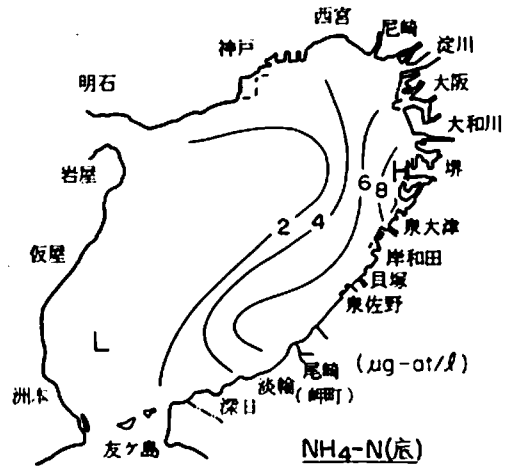 西宮
尼崎
淀川
神戸
大阪
明石
大和川
堺
H
岩屋
6
8
2
4
泉大津
仮屋
岸和田
貝塚
泉佐野
L
尾崎
(μg-at/l)
淡輪
(岬町)
洲本
深日
友ケ島
NH4-N(底)